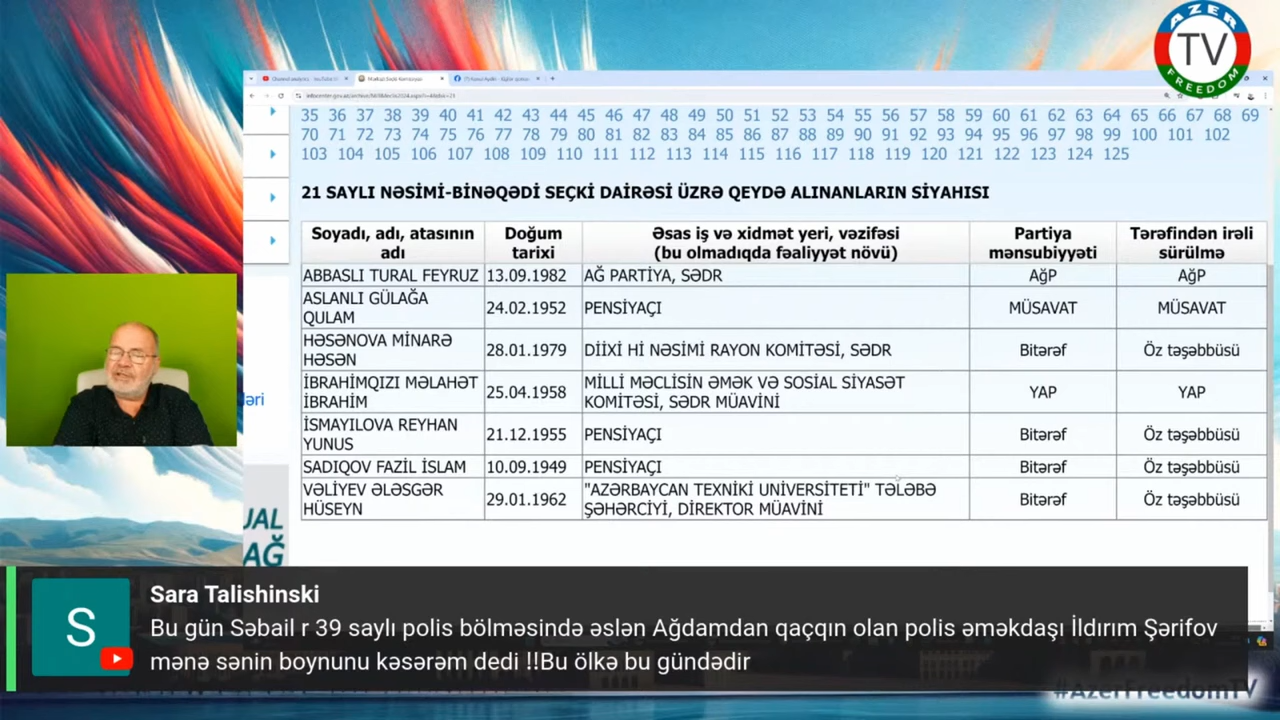 AZER
TV
FREEDOM
35 36 37 38 39 40 41 42 43 44 45 46 47 48 49 50 51 52 53 54 55 56 57 58 59 60 61 62 63 64 65 66 67 68 69
70 71 72 73 74 75 76 77 78 79 80 81 82 83 84 85 86 87 88 89 90 91 92 93 94 95 96 97 98 99 100 101 102
103 104 105 106 107 108 109 110 111 112 113 114 115 116 117 118 119 120 121 122 123 124 125
21 SAYLI NƏSİMİ-BİNƏQƏDİ SEÇKİ DAİRƏSİ ÜZRƏ QEYDƏ ALINANLARIN SİYAHISI
Soyadı, adı, atasının adı Doğum tarixi Əsas iş və xidmət yeri, vəzifəsi (bu olmadıqda fəaliyyət növü) Partiya mənsubiyyəti Tərəfindən irəli sürülmə
ABBASLI TURAL FEYRUZ 13.09.1982 AĞ PARTİYA, SƏDR AğP AğP
ASLANLI GÜLAĞA QULAM 24.02.1952 PENSİYAÇI MÜSAVAT MÜSAVAT
HƏSƏNOVA MİNARƏ HƏSƏN 28.01.1979 DİİXİ Hİ NƏSİMİ RAYON KOMİTƏSİ, SƏDR Bitərəf Öz təşəbbüsü
İBRAHİMQIZI MƏLAHƏT İBRAHİM 25.04.1958 MİLLİ MƏCLİSİN ƏMƏK VƏ SOSİAL SİYASƏT KOMİTƏSİ, SƏDR MÜAVİNİ YAP YAP
İSMAYILOVA REYHAN YUNUS 21.12.1955 PENSİYAÇI Bitərəf Öz təşəbbüsü
SADIQOV FAZİL İSLAM 10.09.1949 PENSİYAÇI Bitərəf Öz təşəbbüsü
VƏLİYEV ƏLƏSGƏR HÜSEYN 29.01.1962 "AZƏRBAYCAN TEXNİKİ UNİVERSİTETİ" TƏLƏBƏ ŞƏHƏRCİYİ, DİREKTOR MÜAVİNİ Bitərəf Öz təşəbbüsü
əri
UAL
AĞ
S
Sara Talishinski
Bu gün Səbail r 39 saylı polis bölməsində əslən Ağdamdan qaçqın olan polis əməkdaşı İldırım Şərifov
mənə sənin boynunu kəsərəm dedi !!Bu ölkə bu gündədir
#AzerFreedomTV